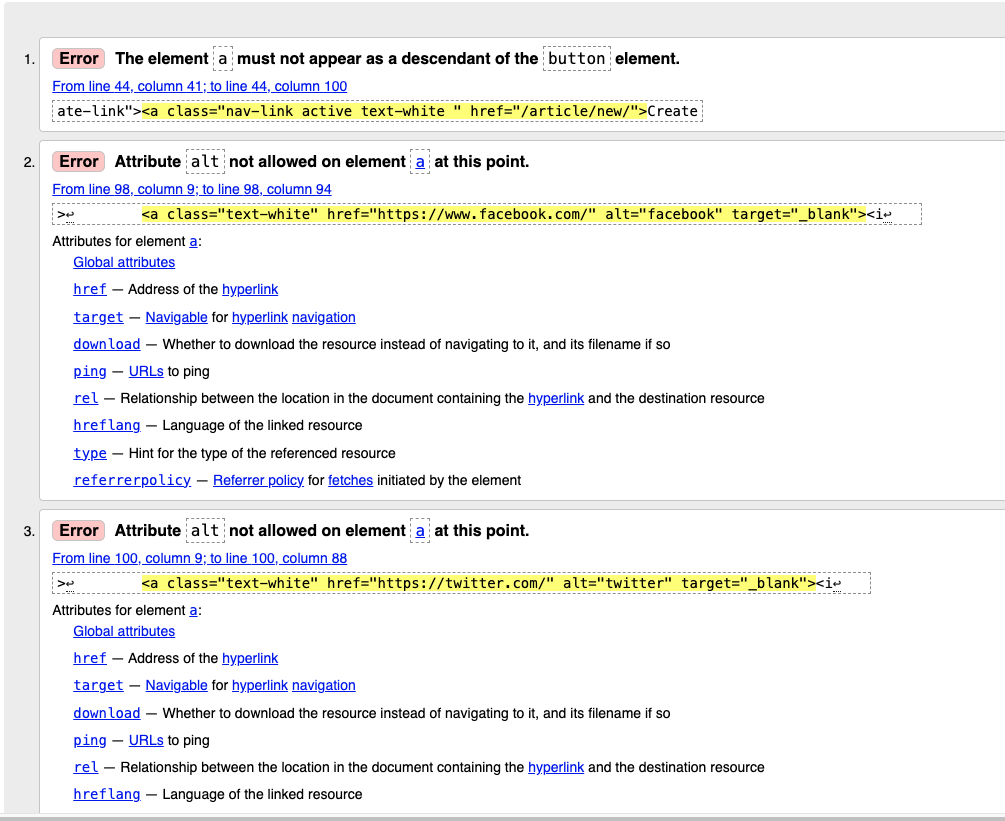 1. Error The element a must not appear as a descendant of the button element.
From line 44, column 41; to line 44, column 100
ate-link"><a class="nav-link active text-white " href="/article/new/">Create
2. Error Attribute alt not allowed on element a at this point.
From line 98, column 9; to line 98, column 94
>↩ <a class="text-white" href="https://www.facebook.com/" alt="facebook" target="_blank"><i↩
Attributes for element a:
Global attributes
href — Address of the hyperlink
target — Navigable for hyperlink navigation
download — Whether to download the resource instead of navigating to it, and its filename if so
ping — URLs to ping
rel — Relationship between the location in the document containing the hyperlink and the destination resource
hreflang — Language of the linked resource
type — Hint for the type of the referenced resource
referrerpolicy — Referrer policy for fetches initiated by the element
3. Error Attribute alt not allowed on element a at this point.
From line 100, column 9; to line 100, column 88
>↩ <a class="text-white" href="https://twitter.com/" alt="twitter" target="_blank"><i↩
Attributes for element a:
Global attributes
href — Address of the hyperlink
target — Navigable for hyperlink navigation
download — Whether to download the resource instead of navigating to it, and its filename if so
ping — URLs to ping
rel — Relationship between the location in the document containing the hyperlink and the destination resource
hreflang — Language of the linked resource